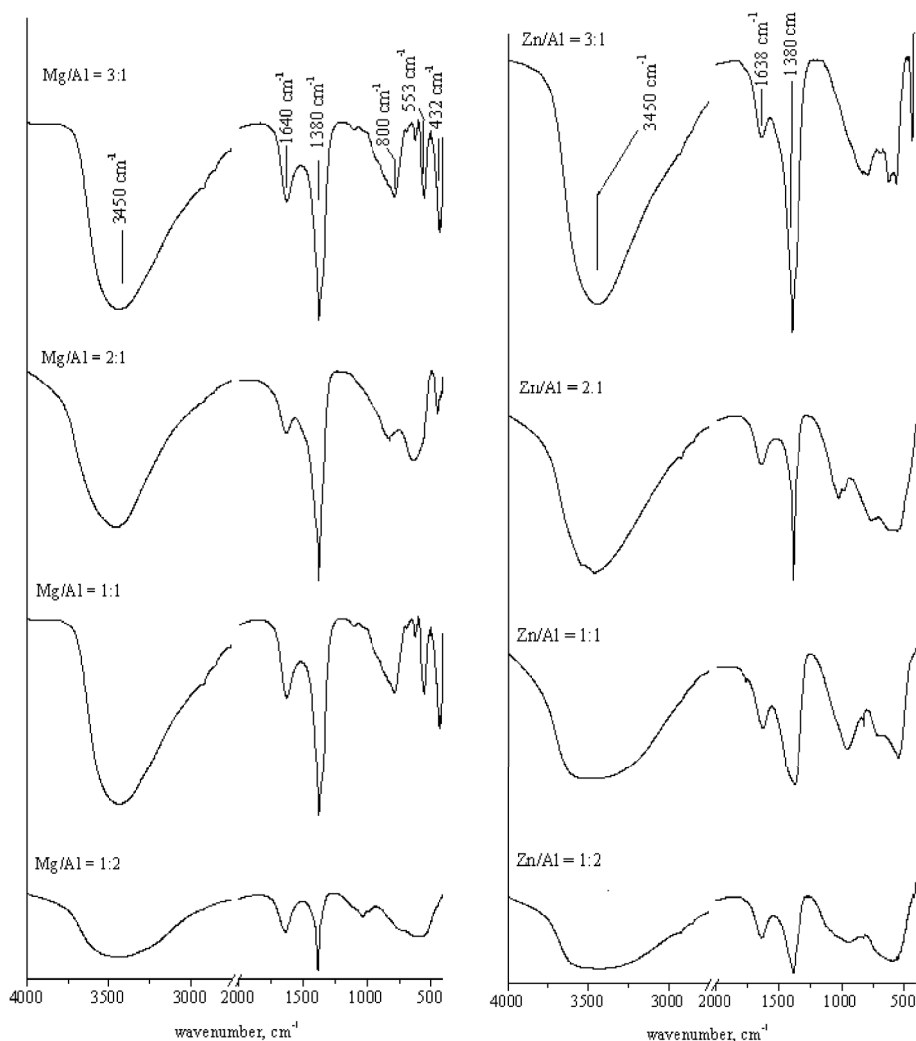 Mg/Al = 3:1
3450 cm⁻¹
1640 cm⁻¹
1380 cm⁻¹
800 cm⁻¹
553 cm⁻¹
432 cm⁻¹
Mg/Al = 2:1
Mg/Al = 1:1
Mg/Al = 1:2
4000 3500 3000 2000 1500 1000 500
wavenumber, cm⁻¹
Zn/Al = 3:1
3450 cm⁻¹
1638 cm⁻¹
1380 cm
Zn/Al = 2.1
Zn/Al = 1:1
Zn/Al = 1:2
4000 3500 3000 2000 1500 1000 500
wavenumber, cm⁻¹